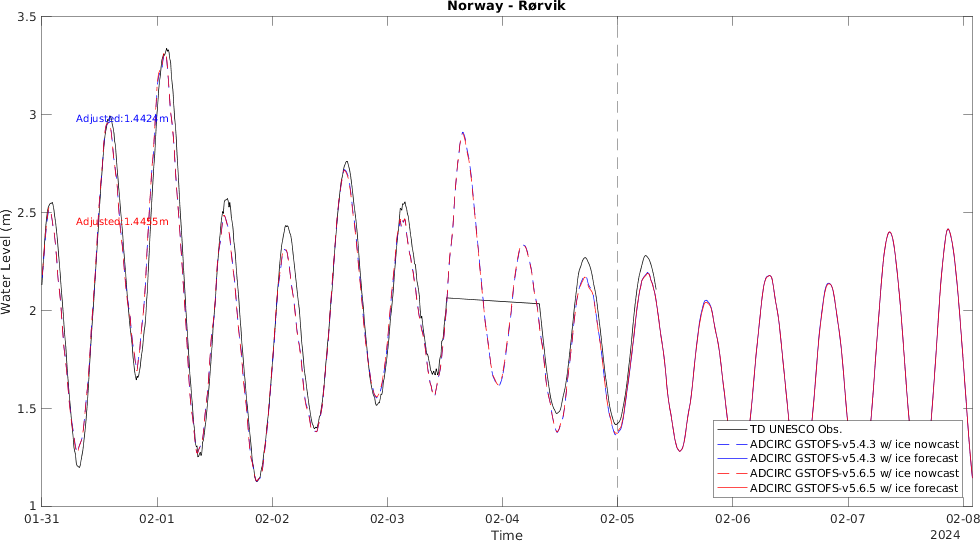 Norway - Rørvik
3.5
3
2.5
2
1.5
1
Water Level (m)
Adjusted:1.4424m
Adjusted:1.4455m
TD UNESCO Obs.
ADCIRC GSTOFS-v5.4.3 w/ ice nowcast
ADCIRC GSTOFS-v5.4.3 w/ ice forecast
ADCIRC GSTOFS-v5.6.5 w/ ice nowcast
ADCIRC GSTOFS-v5.6.5 w/ ice forecast
01-31 02-01 02-02 02-03 02-04 02-05 02-06 02-07 02-08
Time
2024